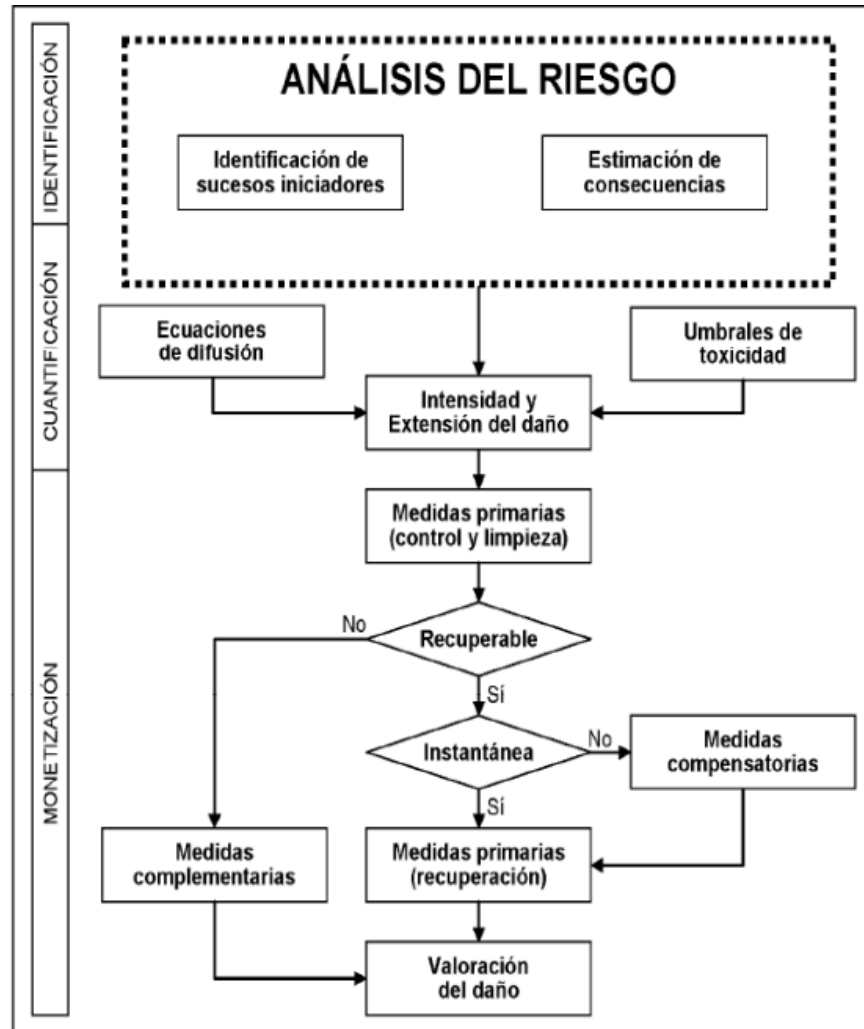 IDENTIFICACIÓN
ANÁLISIS DEL RIESGO
Identificación de
sucesos iniciadores
Estimación de
consecuencias
CUANTIFICACIÓN
Ecuaciones
de difusión
Umbrales de
toxicidad
Intensidad y
Extensión del daño
MONETIZACIÓN
Medidas primarias
(control y limpieza)
No
Recuperable
Sí
Instantánea
No
Medidas
compensatorias
Sí
Medidas
complementarias
Medidas primarias
(recuperación)
Valoración
del daño